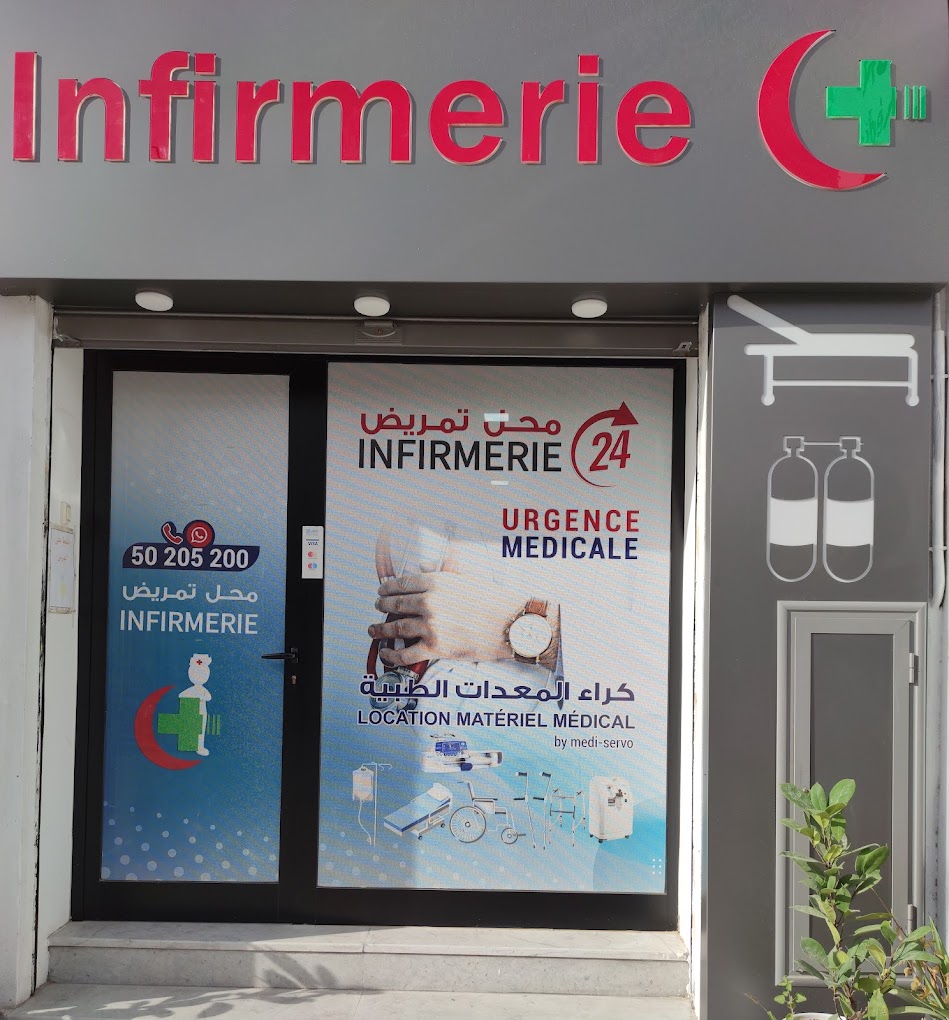 Infirmerie
محل تمريض
INFIRMERIE
24
URGENCE
MEDICALE
50 205 200
محل تمريض
INFIRMERIE
VISA
كراء المعدات الطبية
LOCATION MATÉRIEL MÉDICAL
by medi-servo